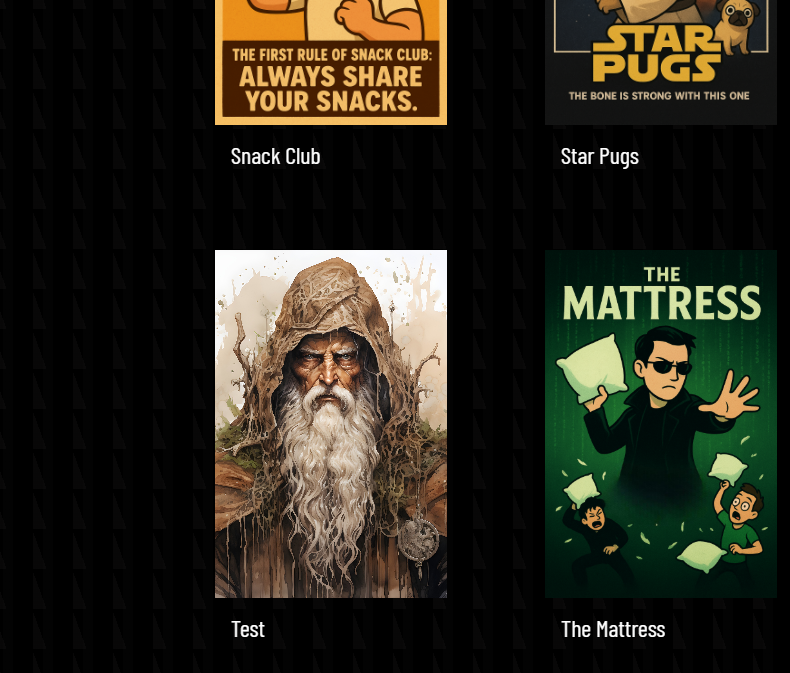 THE FIRST RULE OF SNACK CLUB:
ALWAYS SHARE
YOUR SNACKS.
STAR
PUGS
THE BONE IS STRONG WITH THIS ONE
Snack Club
Star Pugs
THE
MATTRESS
Test
The Mattress